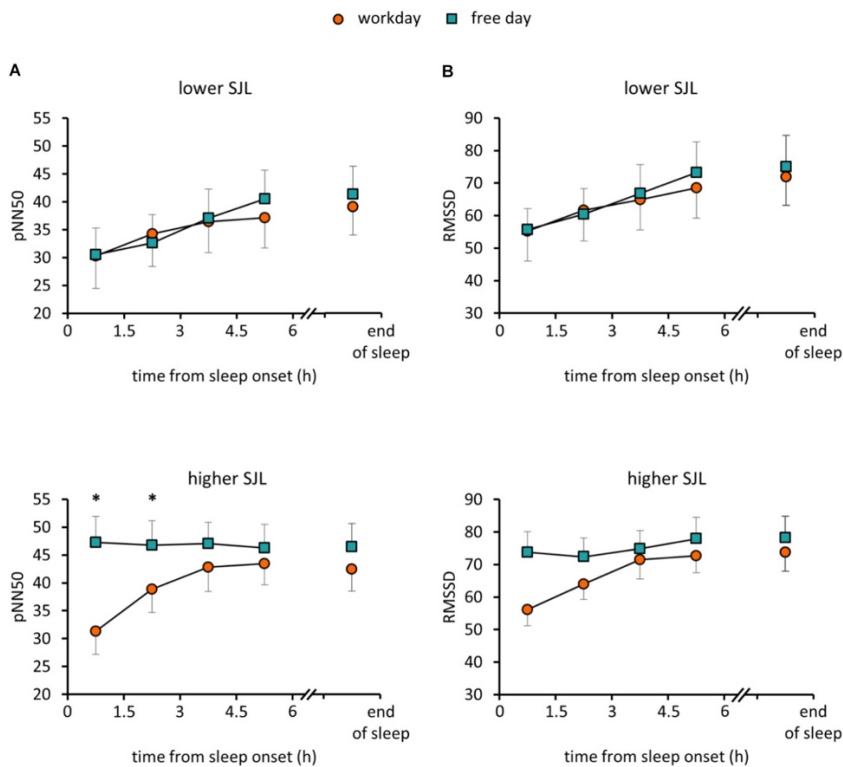 workday free day
A
lower SJL
55
50
45
40
35
30
25
20
pNN50
0 1.5 3 4.5 6 end
of sleep
time from sleep onset (h)
B
lower SJL
90
80
70
60
50
40
30
RMSSD
0 1.5 3 4.5 6 end
of sleep
time from sleep onset (h)
higher SJL
* *
55
50
45
40
35
30
25
20
pNN50
0 1.5 3 4.5 6 end
of sleep
time from sleep onset (h)
higher SJL
90
80
70
60
50
40
30
RMSSD
0 1.5 3 4.5 6 end
of sleep
time from sleep onset (h)